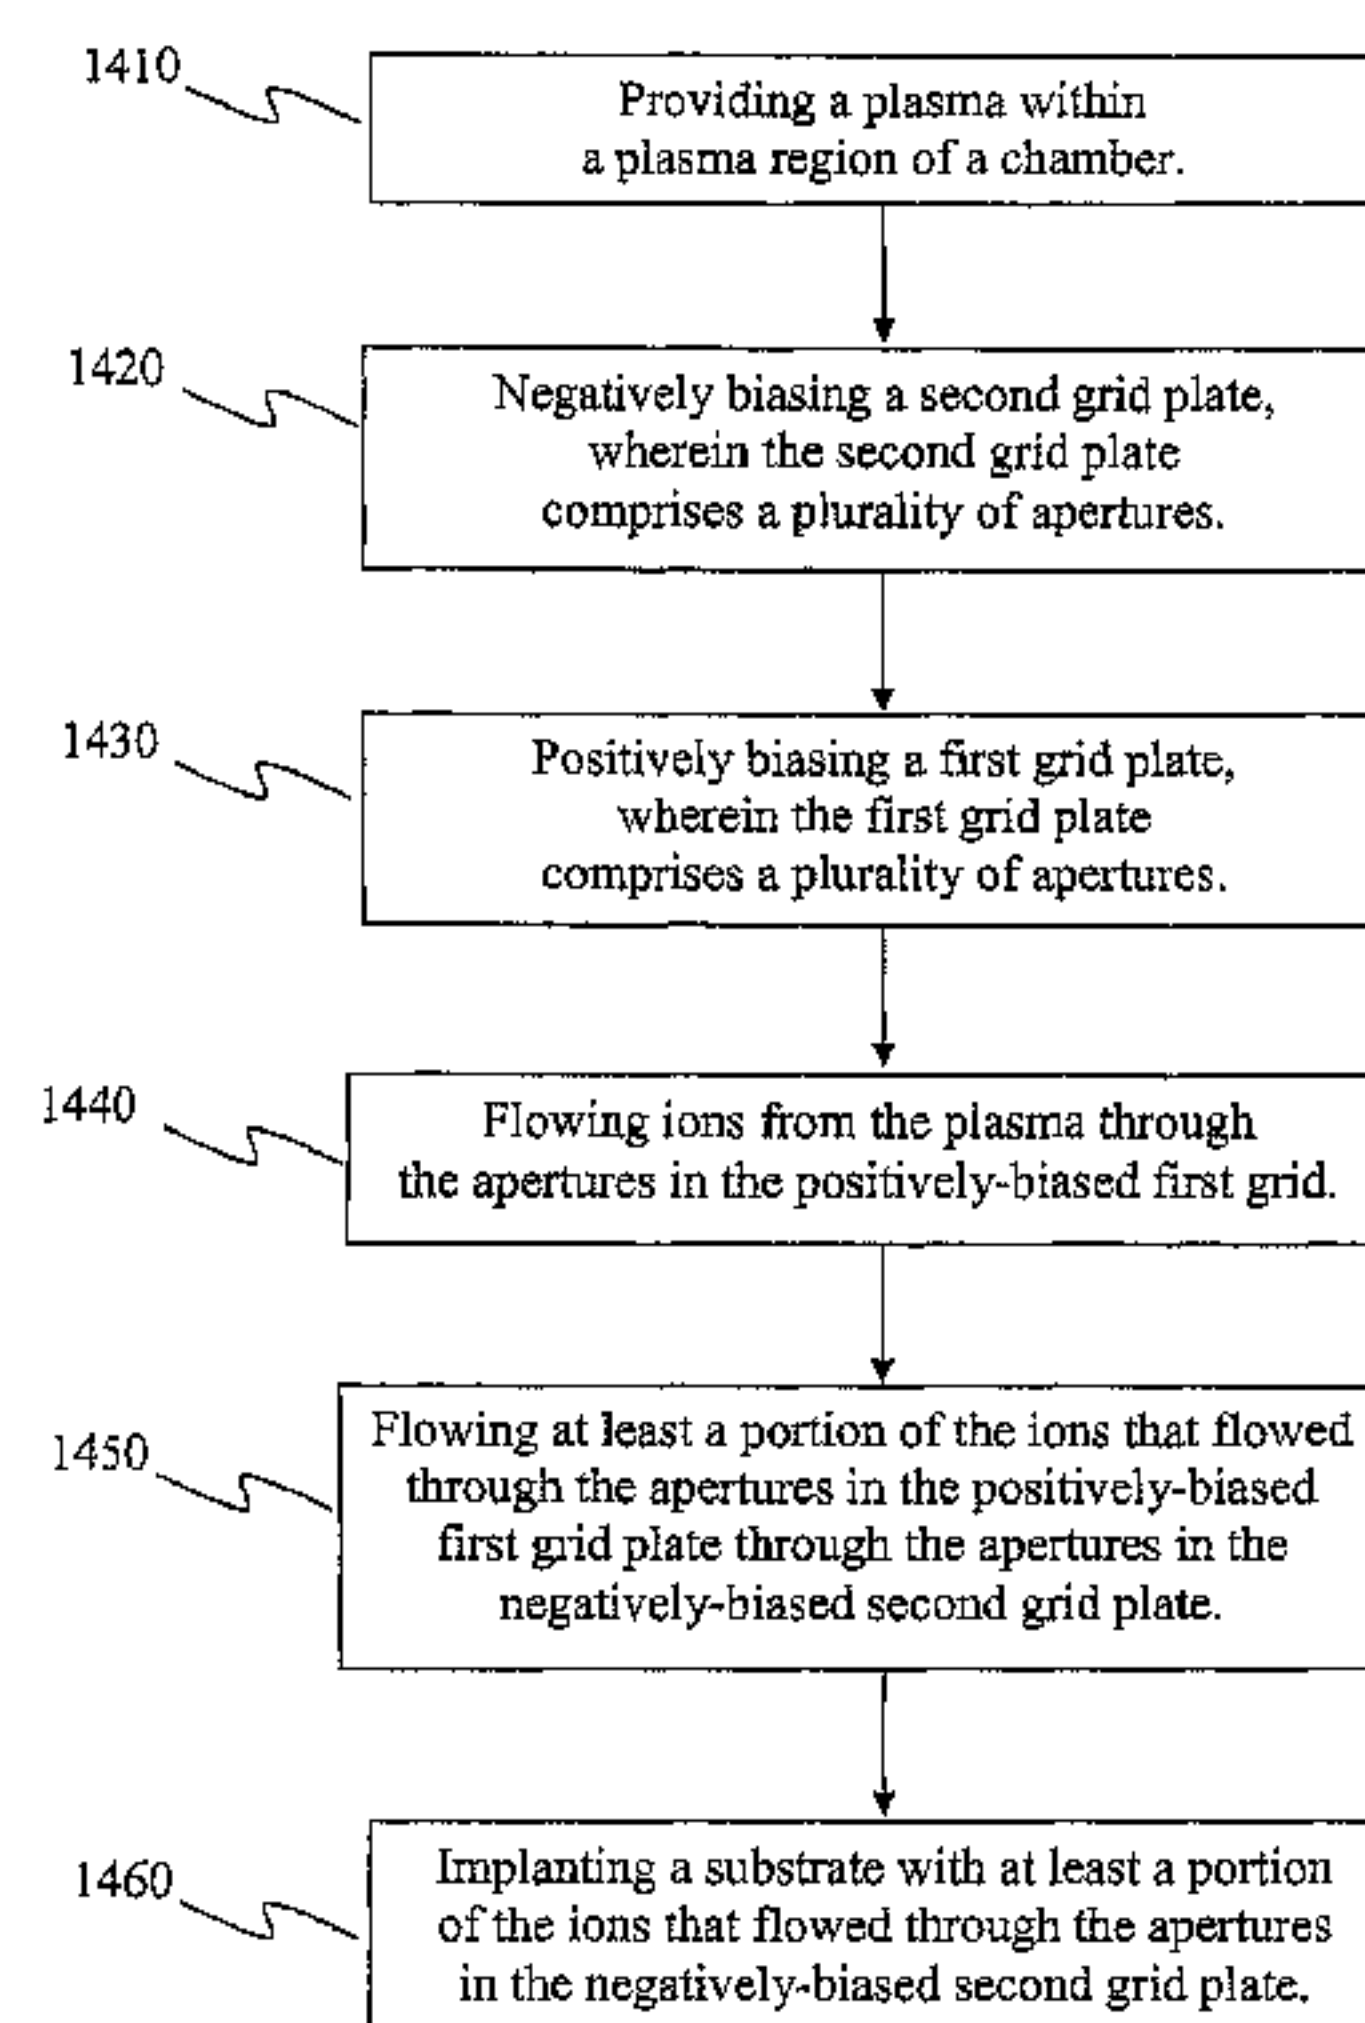 1410
Providing a plasma within
a plasma region of a chamber.
1420
Negatively biasing a second grid plate,
wherein the second grid plate
comprises a plurality of apertures.
1430
Positively biasing a first grid plate,
wherein the first grid plate
comprises a plurality of apertures.
1440
Flowing ions from the plasma through
the apertures in the positively-biased first grid.
1450
Flowing at least a portion of the ions that flowed
through the apertures in the positively-biased
first grid plate through the apertures in the
negatively-biased second grid plate.
1460
Implanting a substrate with at least a portion
of the ions that flowed through the apertures
in the negatively-biased second grid plate.